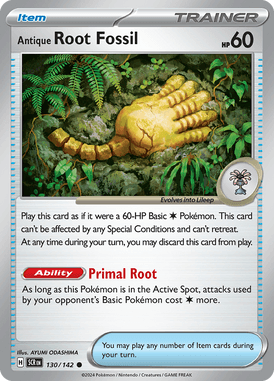 Item
TRAINER
Antique Root Fossil
HP 60
Evolves Into Lileep
Play this card as if it were a 60-HP Basic Pokémon. This card
can't be affected by any Special Conditions and can't retreat.
At any time during your turn, you may discard this card from play.
Ability Primal Root
As long as this Pokémon is in the Active Spot, attacks used
by your opponent's Basic Pokémon cost more.
You may play any number of Item cards
during your turn.
Illus. AYUMI ODASHIMA
H SCR EN 130/142
©2024 Pokémon / Nintendo / Creatures / GAME FREAK